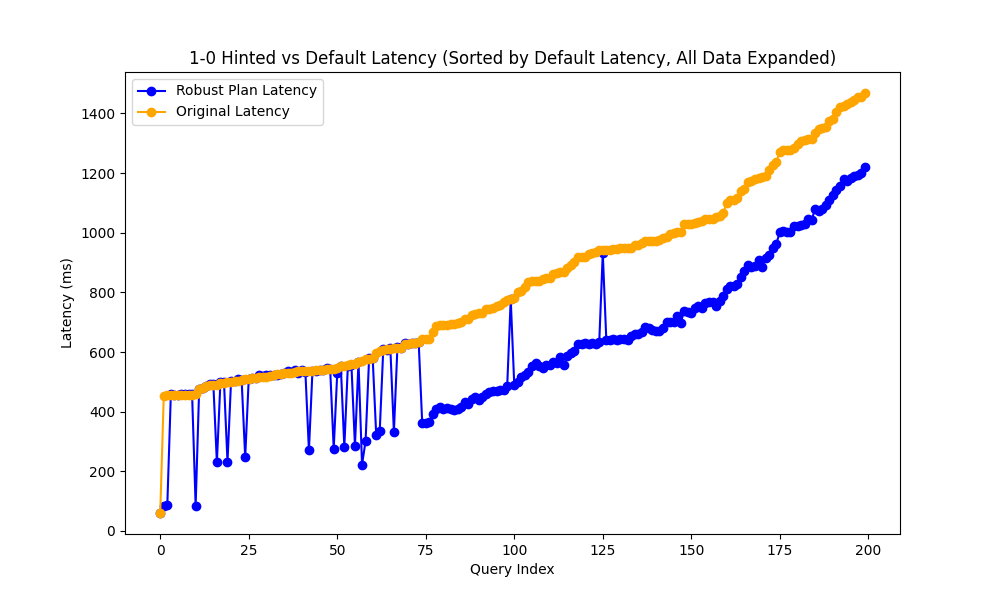 1-0 Hinted vs Default Latency (Sorted by Default Latency, All Data Expanded)
Robust Plan Latency
Original Latency
Latency (ms)
1400
1200
1000
800
600
400
200
0
0 25 50 75 100 125 150 175 200
Query Index